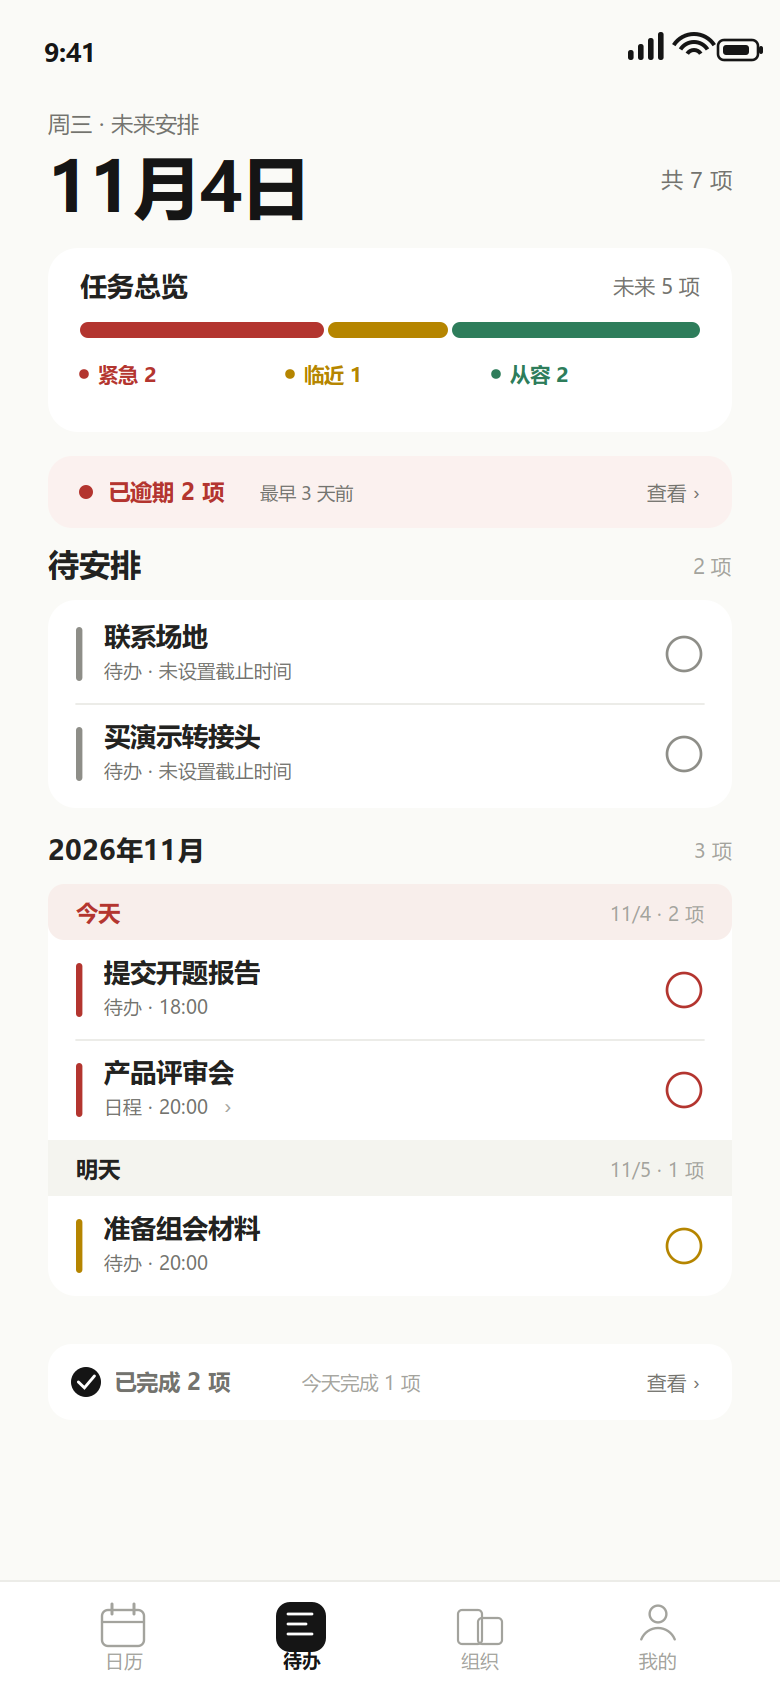 9:41
周三 · 未来安排
11月4日
共 7 项
任务总览
未来 5 项
紧急 2
临近 1
从容 2
已逾期 2 项
最早 3 天前
查看 ›
待安排
2 项
联系场地
待办 · 未设置截止时间
买演示转接头
待办 · 未设置截止时间
2026年11月
3 项
今天
11/4 · 2 项
提交开题报告
待办 · 18:00
产品评审会
日程 · 20:00 ›
明天
11/5 · 1 项
准备组会材料
待办 · 20:00
已完成 2 项
今天完成 1 项
查看 ›
日历
待办
组织
我的